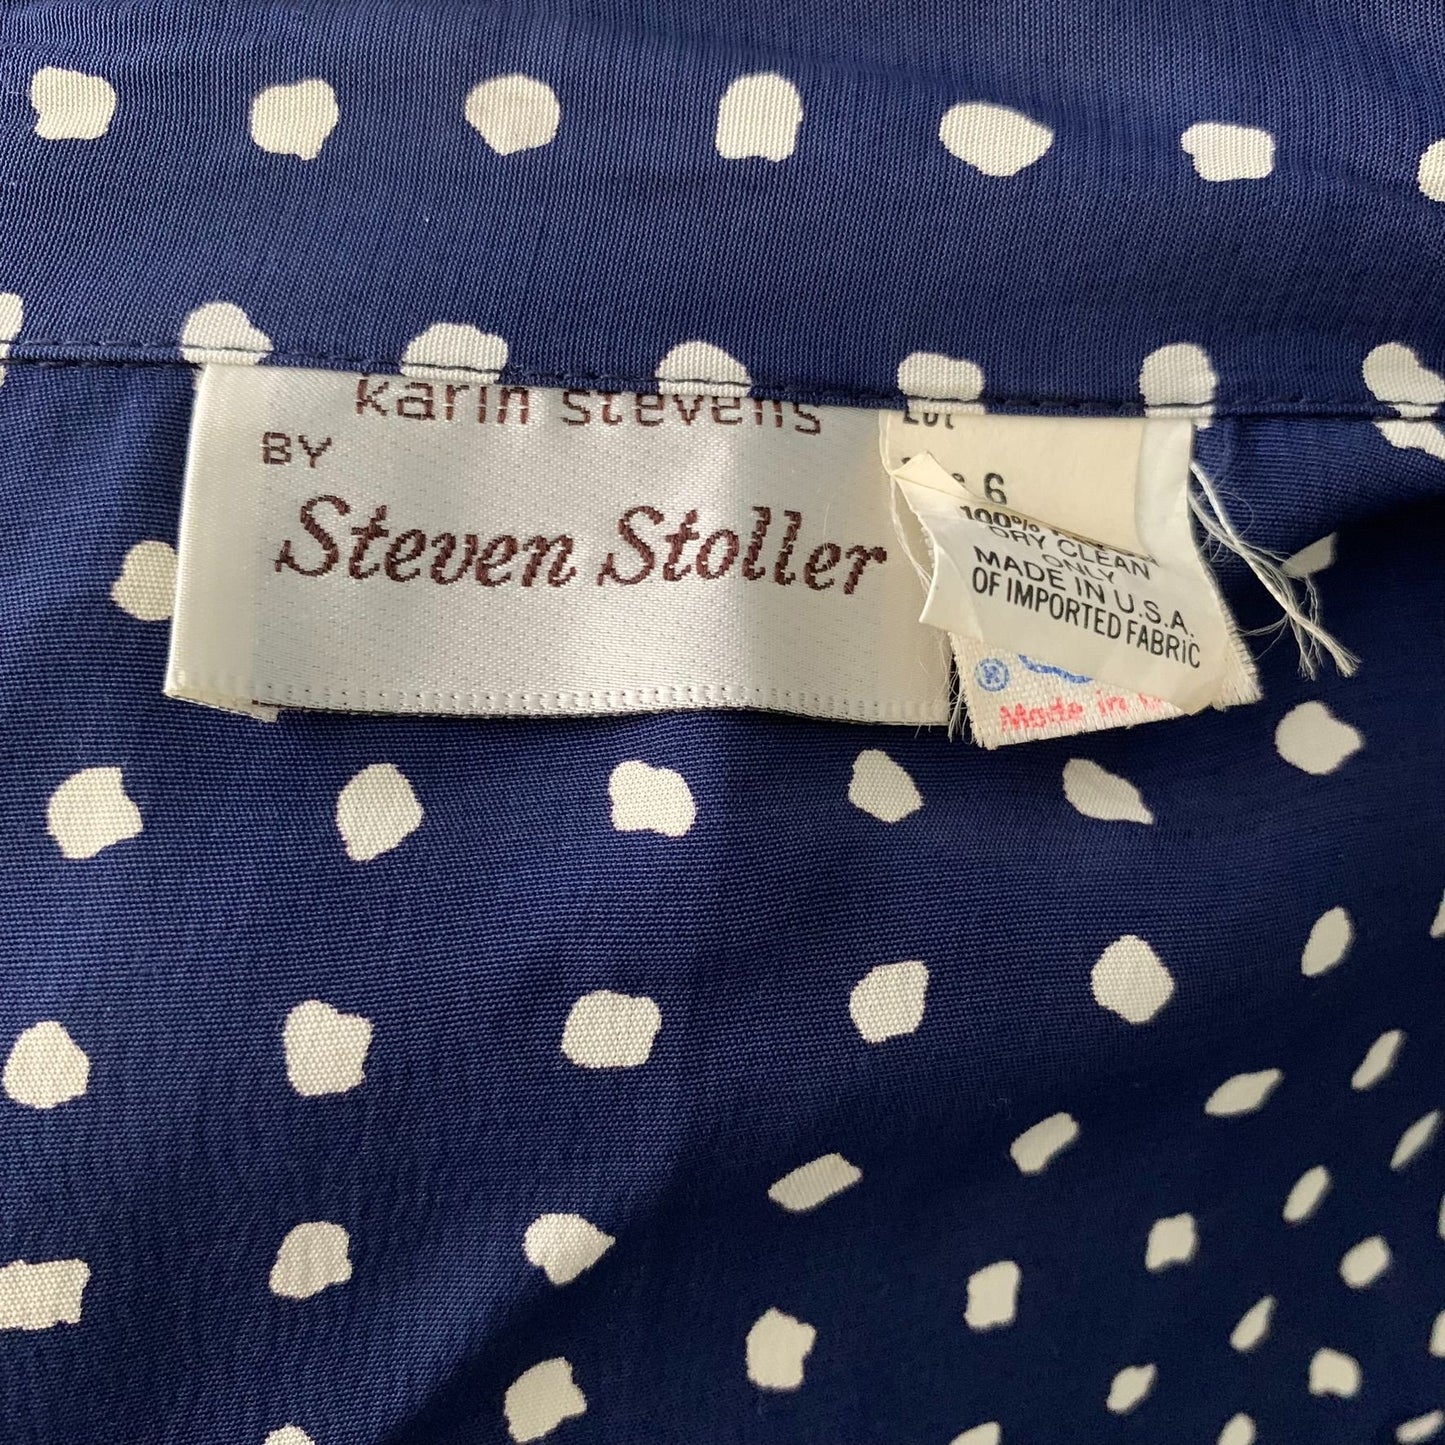 karin stevens
BY
Steven Stoller
Lot
6
100%
DRY CLEAN
ONLY
MADE IN U.S.A.
OF IMPORTED FABRIC
®
Made in